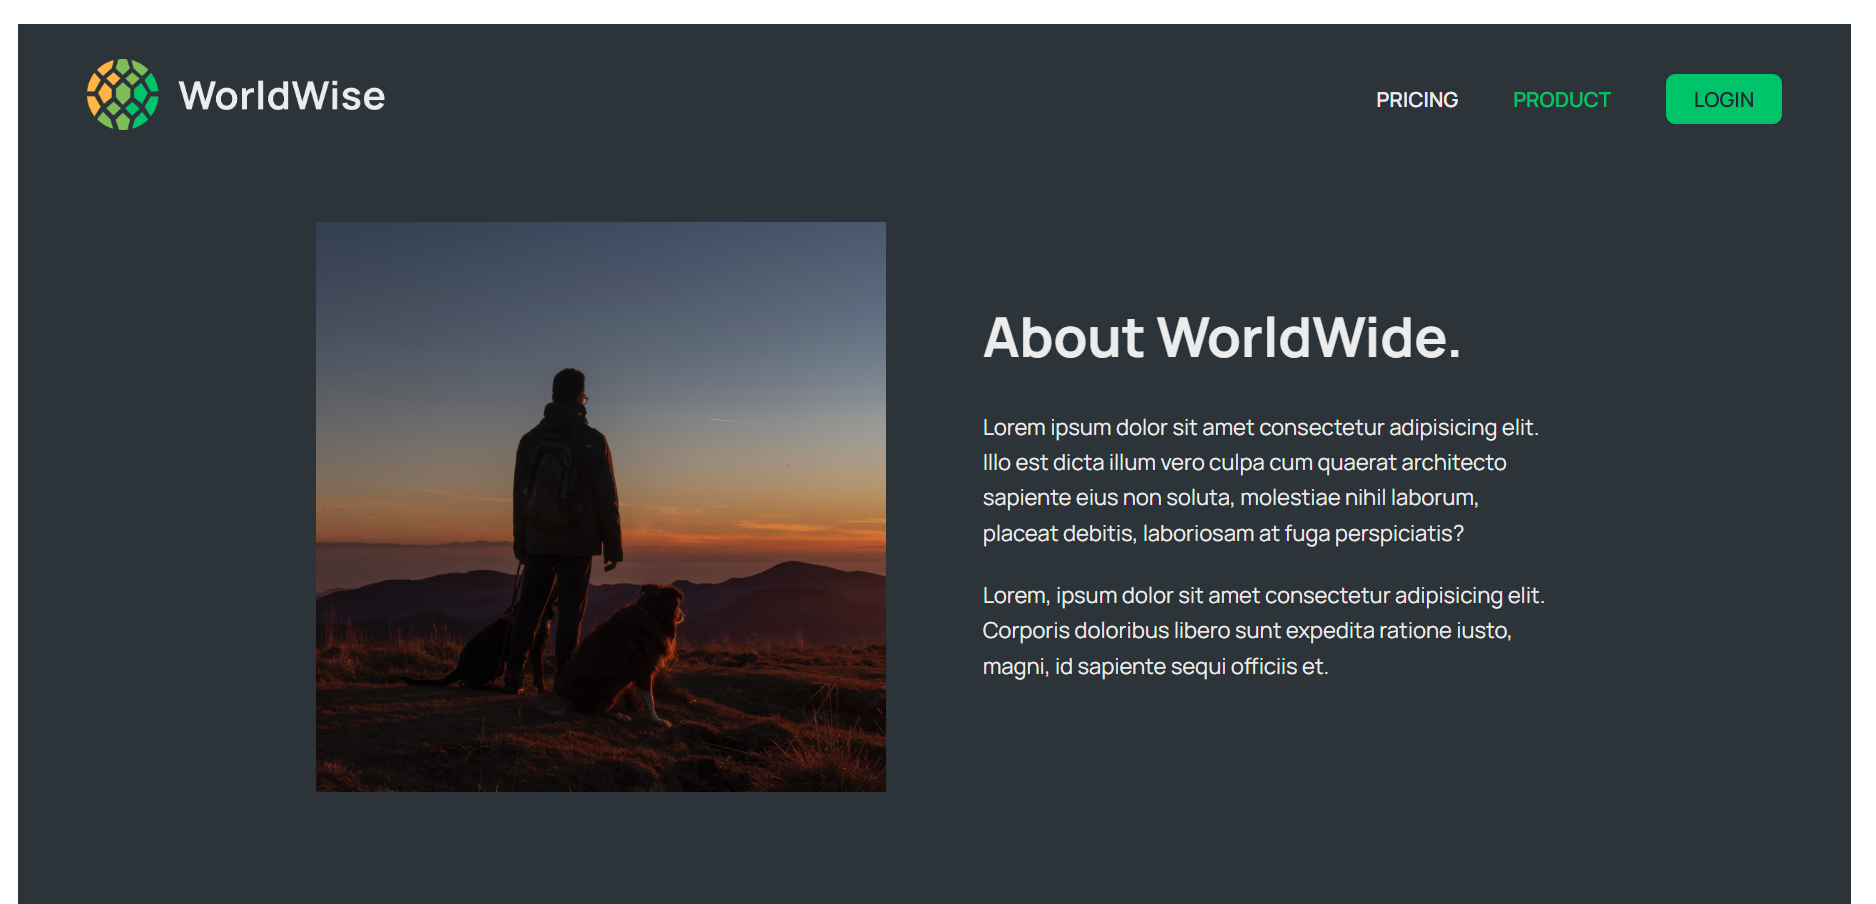 WorldWise
PRICING
PRODUCT
LOGIN
About WorldWide.
Lorem ipsum dolor sit amet consectetur adipisicing elit.
Illo est dicta illum vero culpa cum quaerat architecto
sapiente eius non soluta, molestiae nihil laborum,
placeat debitis, laboriosam at fuga perspiciatis?
Lorem, ipsum dolor sit amet consectetur adipisicing elit.
Corporis doloribus libero sunt expedita ratione iusto,
magni, id sapiente sequi officiis et.